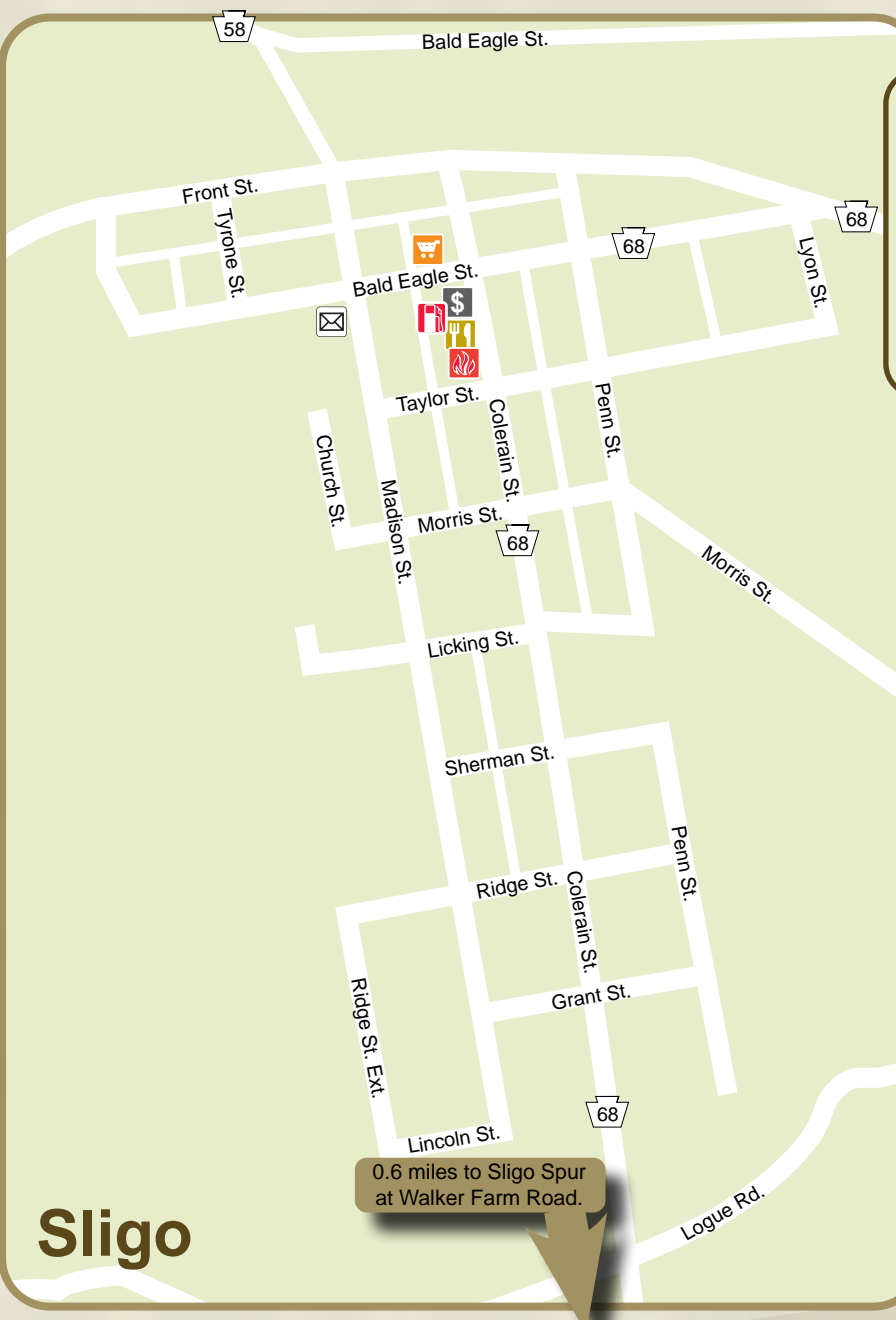 58
Bald Eagle St.
Front St.
Tyrone St.
68
68
Lyon St.
Bald Eagle St.
$
Taylor St.
Colerain St.
Penn St.
Church St.
Madison St.
Morris St.
68
Morris St.
Licking St.
Sherman St.
Penn St.
Ridge St.
Colerain St.
Ridge St. Ext.
Grant St.
68
Lincoln St.
0.6 miles to Sligo Spur
at Walker Farm Road.
Logue Rd.
Sligo